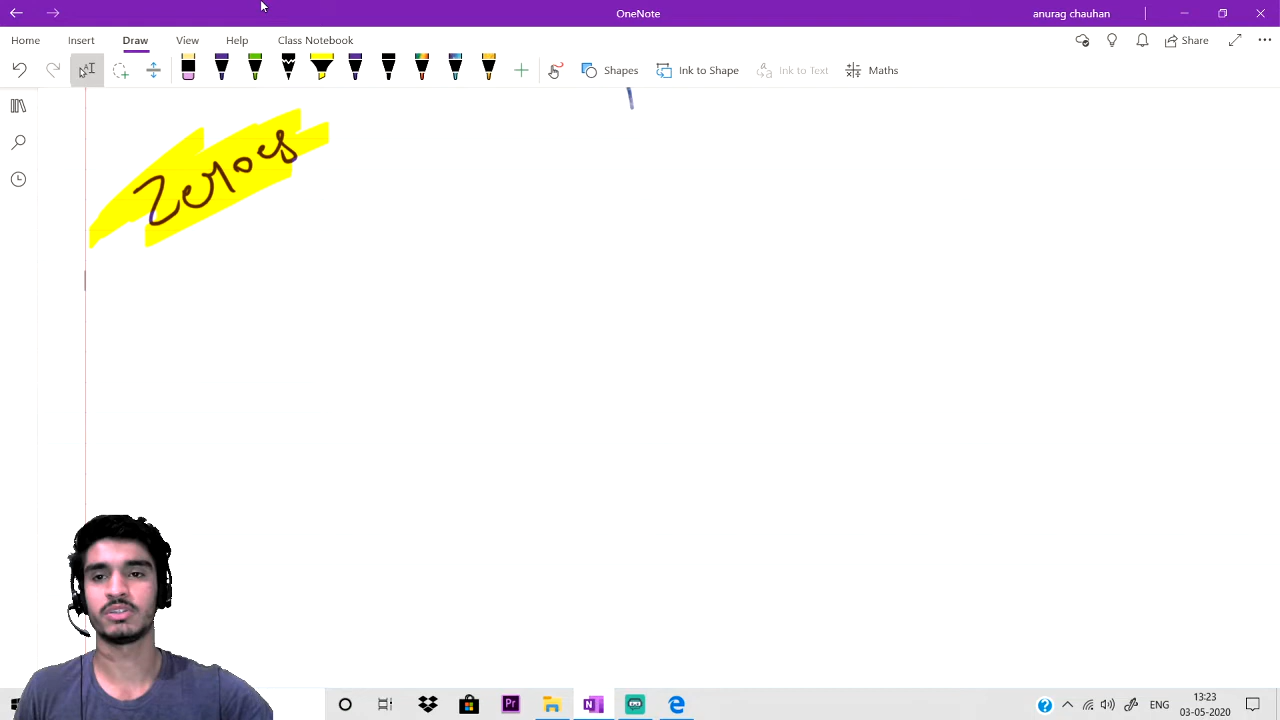 OneNote
anurag chauhan
Home Insert Draw View Help Class Notebook
Share
Shapes Ink to Shape Ink to Text Maths
Zeroes
ENG
13:23
03-05-2020